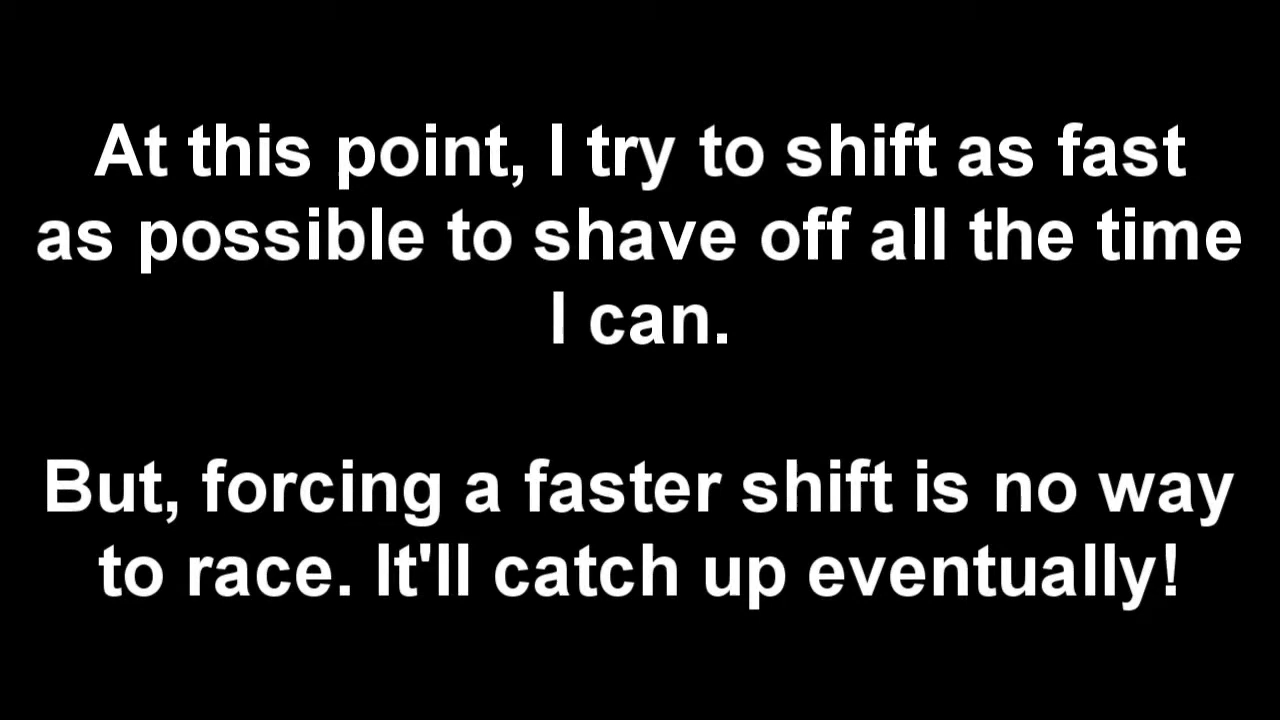 At this point, I try to shift as fast
as possible to shave off all the time
I can.
But, forcing a faster shift is no way
to race. It'll catch up eventually!